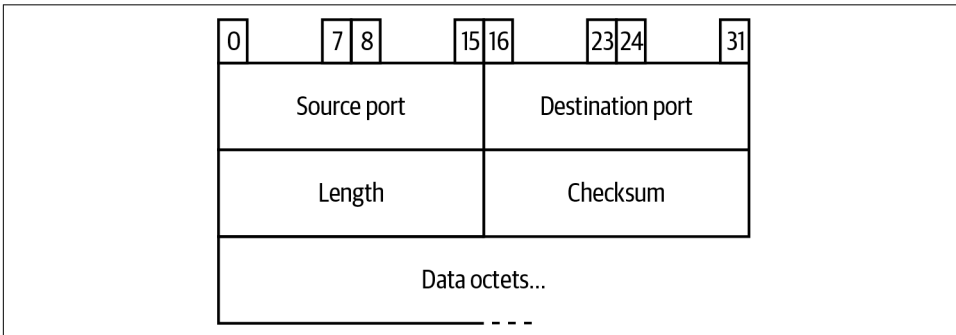 0 7 8 15 16 23 24 31
Source port Destination port
Length Checksum
Data octets...